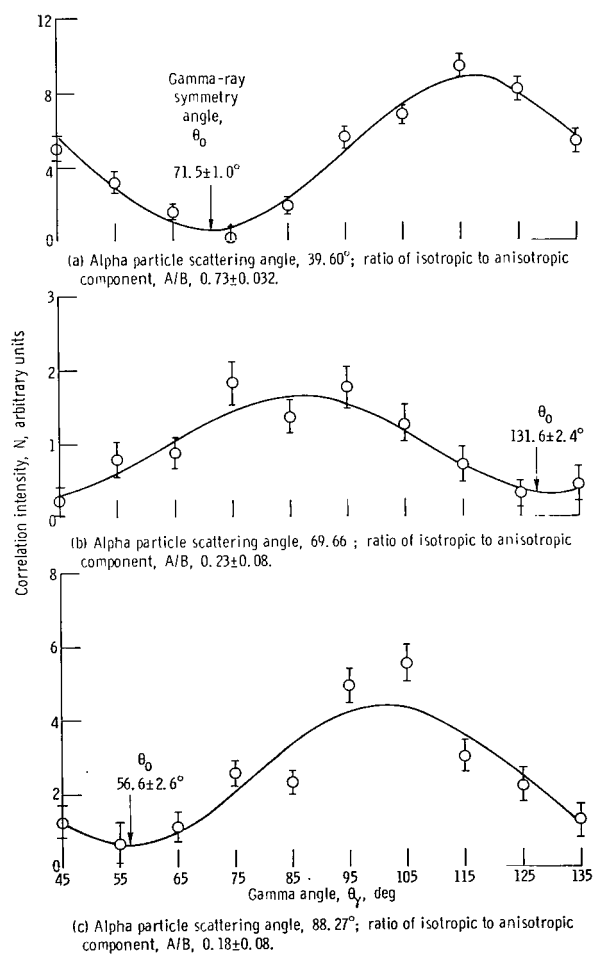 12
8
4
0
Gamma-ray
symmetry
angle,
θ₀
71.5±1.0°
(a) Alpha particle scattering angle, 39.60°; ratio of isotropic to anisotropic
component, A/B, 0.73±0.032.
Correlation intensity, N, arbitrary units
3
2
1
0
θ₀
131.6±2.4°
(b) Alpha particle scattering angle, 69.66 ; ratio of isotropic to anisotropic
component, A/B, 0.23±0.08.
8
6
4
2
0
θ₀
56.6±2.6°
45 55 65 75 85 95 105 115 125 135
Gamma angle, θγ, deg
(c) Alpha particle scattering angle, 88.27°; ratio of isotropic to anisotropic
component, A/B, 0.18±0.08.